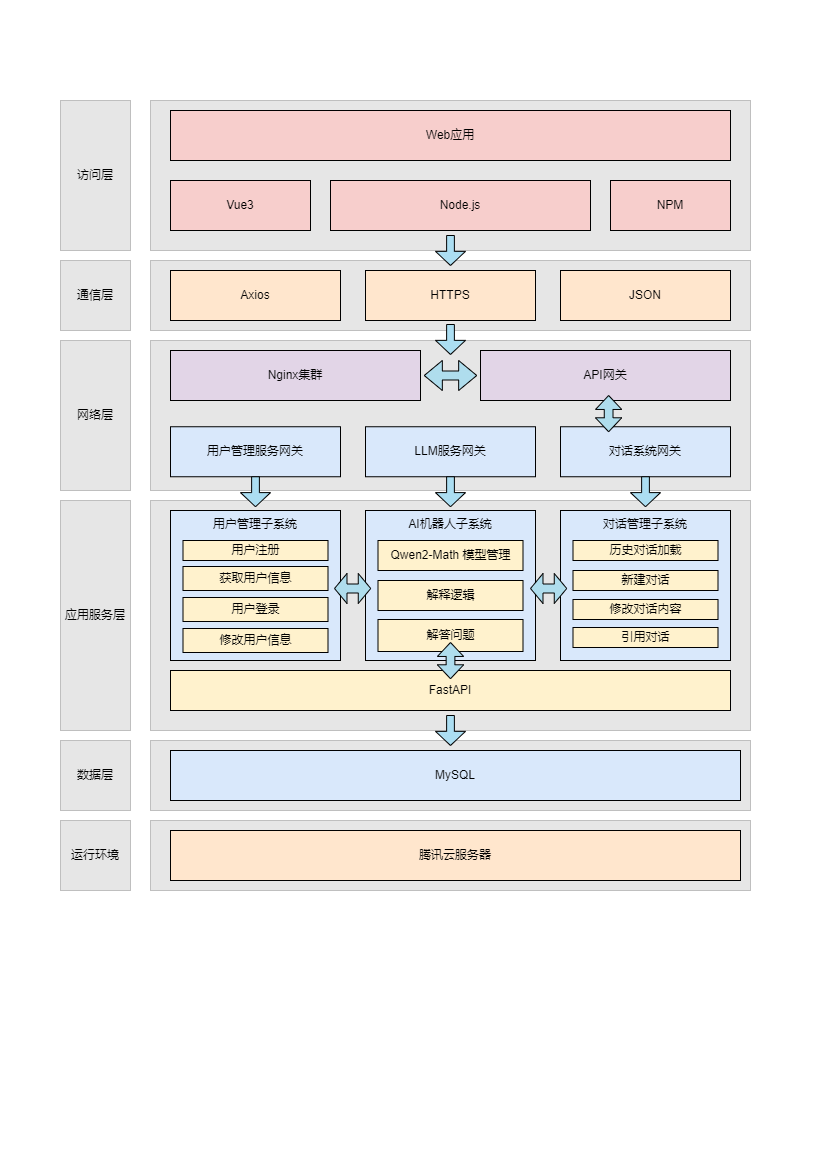 访问层
Web应用
Vue3
Node.js
NPM
通信层
Axios
HTTPS
JSON
网络层
Nginx集群
API网关
用户管理服务网关
LLM服务网关
对话系统网关
应用服务层
用户管理子系统
用户注册
获取用户信息
用户登录
修改用户信息
AI机器人子系统
Qwen2-Math 模型管理
解释逻辑
解答问题
对话管理子系统
历史对话加载
新建对话
修改对话内容
引用对话
FastAPI
数据层
MySQL
运行环境
腾讯云服务器